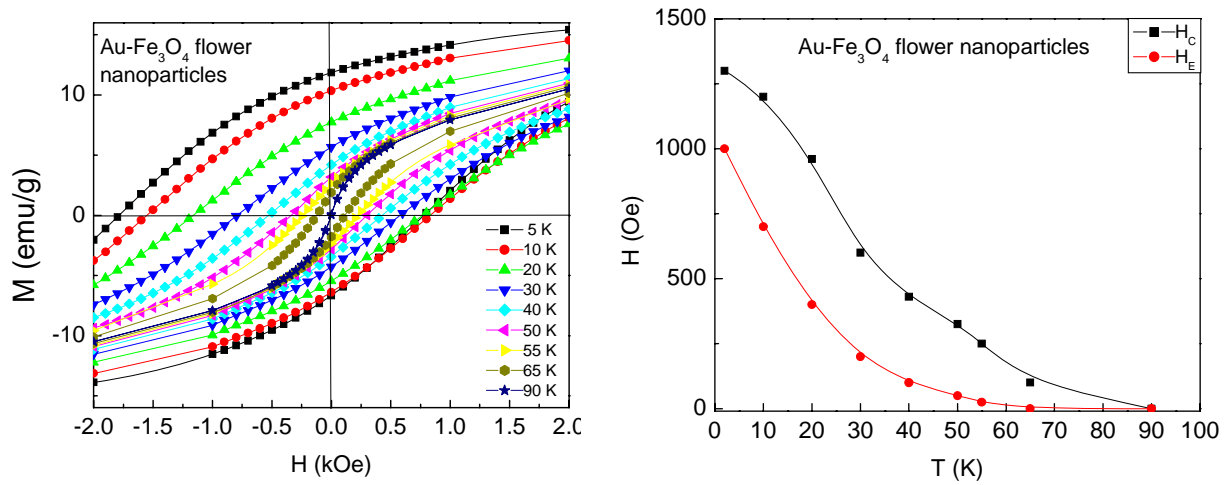 Au-Fe3O4 flower
nanoparticles
M (emu/g)
10
0
-10
5 K
10 K
20 K
30 K
40 K
50 K
55 K
65 K
90 K
-2.0 -1.5 -1.0 -0.5 0.0 0.5 1.0 1.5 2.0
H (kOe)
Au-Fe3O4 flower nanoparticles
HC
HE
H (Oe)
1500
1000
500
0
0 10 20 30 40 50 60 70 80 90 100
T (K)